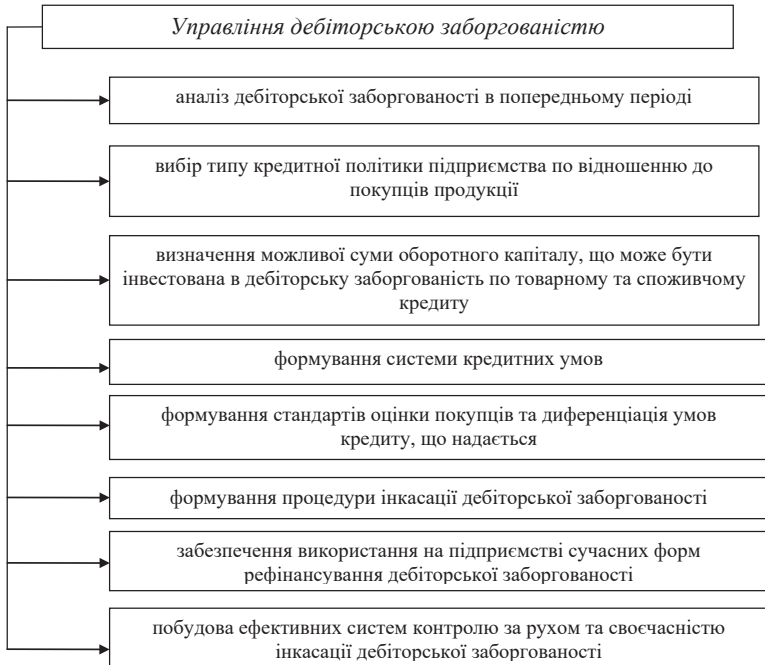 Управління дебіторською заборгованістю
аналіз дебіторської заборгованості в попередньому періоді
вибір типу кредитної політики підприємства по відношенню до
покупців продукції
визначення можливої суми оборотного капіталу, що може бути
інвестована в дебіторську заборгованість по товарному та споживчому
кредиту
формування системи кредитних умов
формування стандартів оцінки покупців та диференціація умов
кредиту, що надається
формування процедури інкасації дебіторської заборгованості
забезпечення використання на підприємстві сучасних форм
рефінансування дебіторської заборгованості
побудова ефективних систем контролю за рухом та своєчасністю
інкасації дебіторської заборгованості